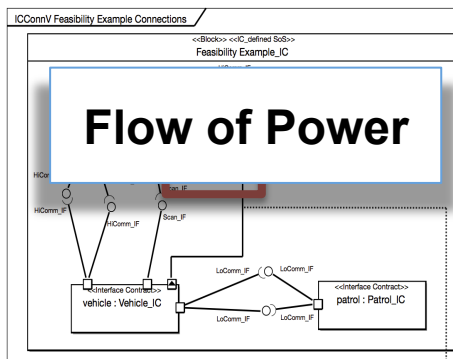 ICConnV Feasibility Example Connections
<<Block>> <<IC_defined SoS>>
Feasibility Example_IC
Flow of Power
Scan_IF
HiComm_IF
HiComm_IF
Scan_IF
LoComm_IF
LoComm_IF
<<Interface Contract>>
vehicle : Vehicle_IC
<<Interface Contract>>
patrol : Patrol_IC
LoComm_IF
LoComm_IF